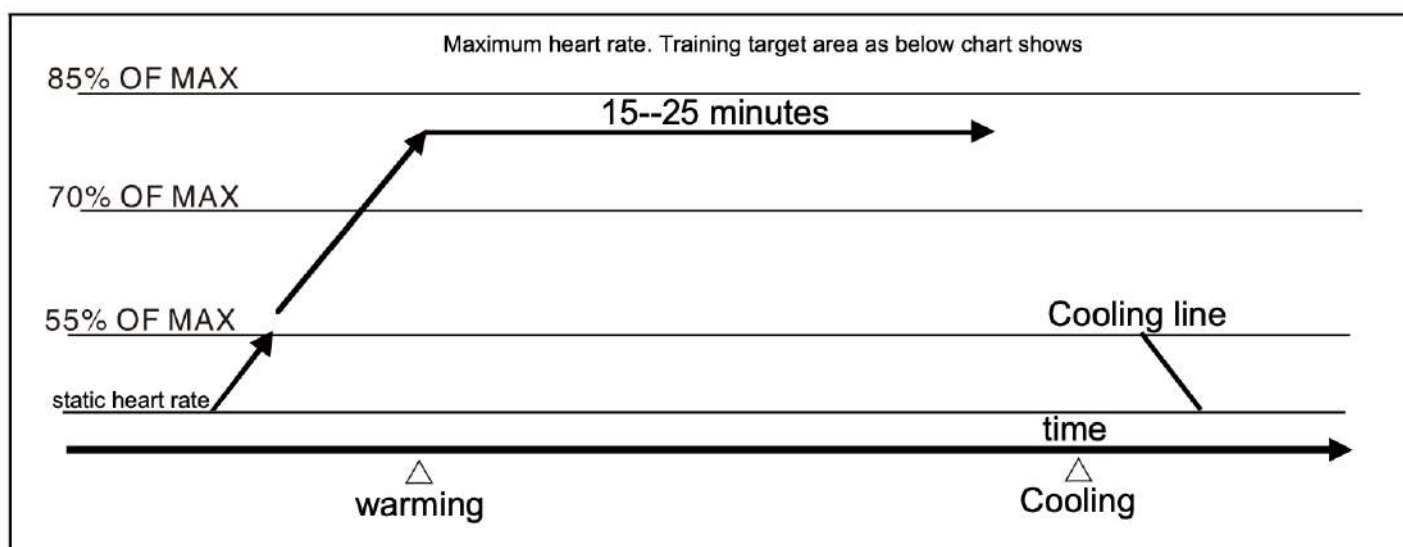 Maximum heart rate. Training target area as below chart shows
85% OF MAX
15--25 minutes
70% OF MAX
55% OF MAX
Cooling line
static heart rate
time
warming
Cooling